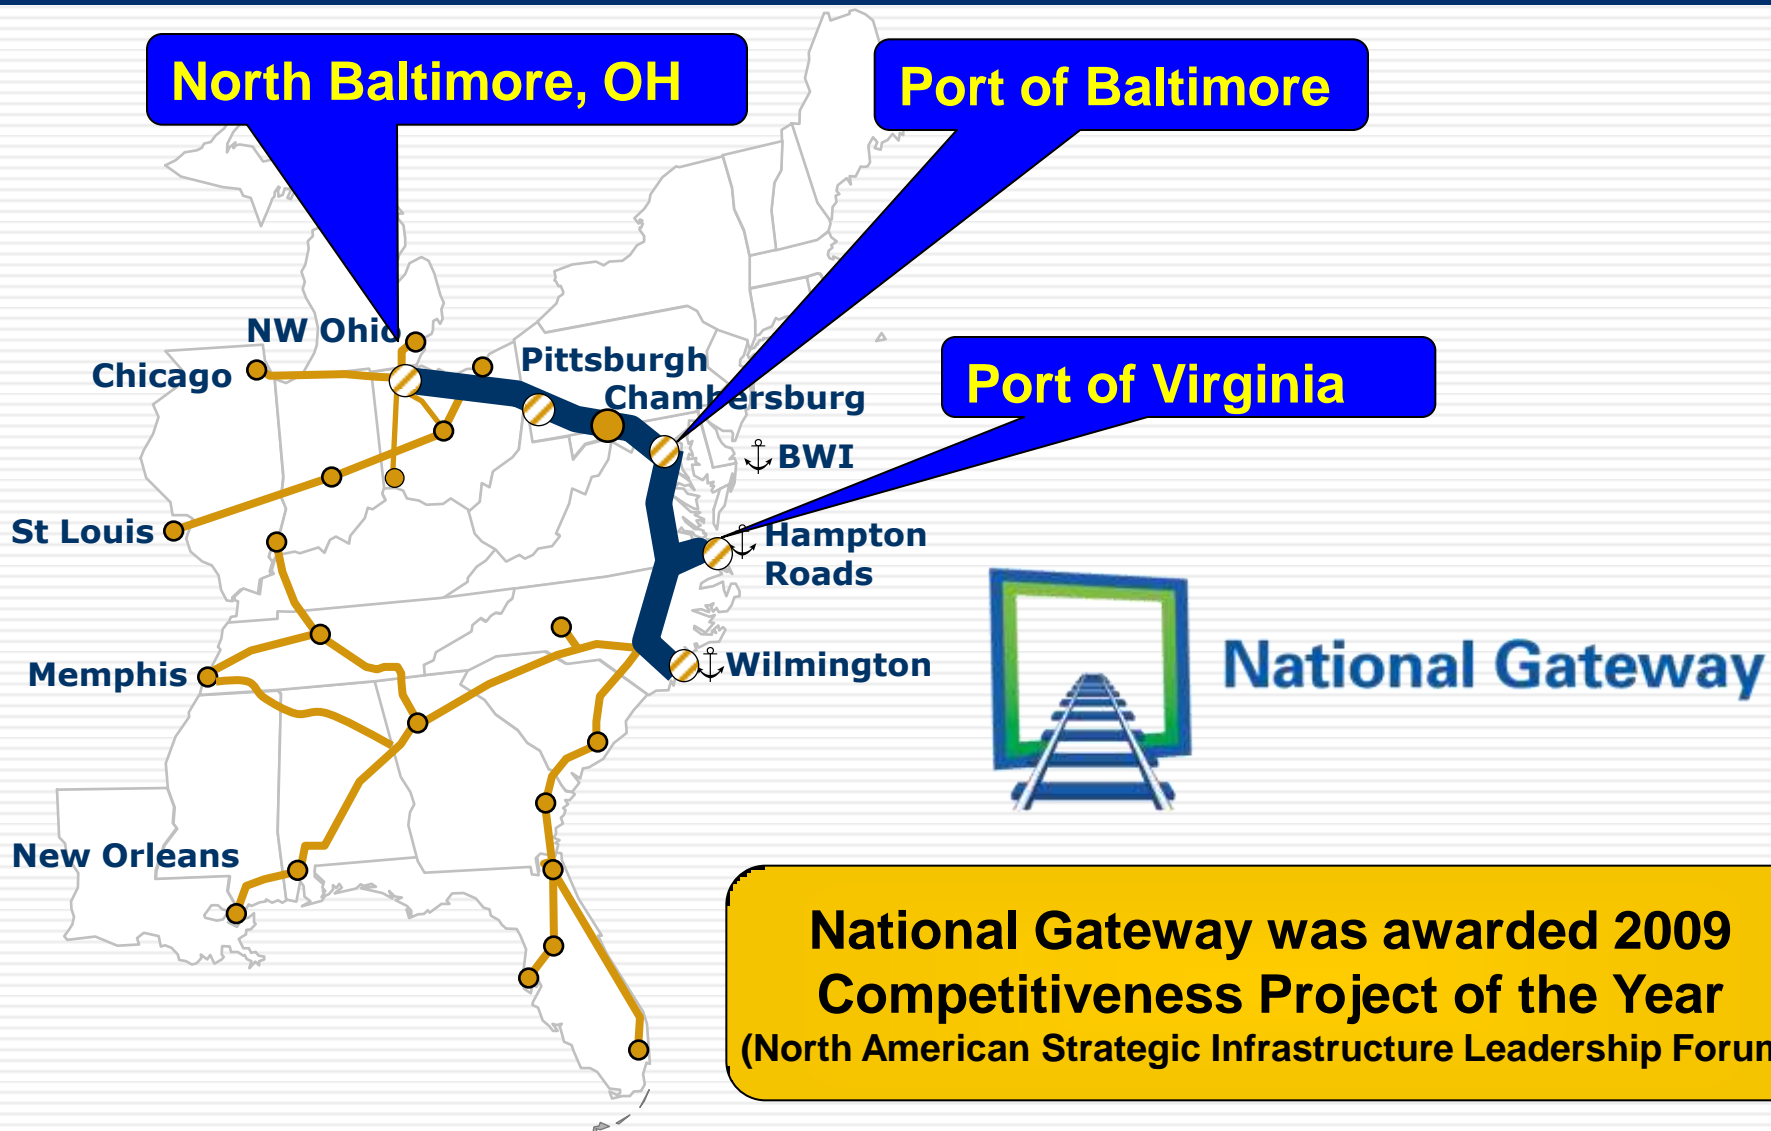 North Baltimore, OH
Port of Baltimore
NW Ohio
Chicago
Pittsburgh
Chambersburg
Port of Virginia
BWI
St Louis
Hampton
Roads
Memphis
Wilmington
National Gateway
New Orleans
National Gateway was awarded 2009
Competitiveness Project of the Year
(North American Strategic Infrastructure Leadership Forum